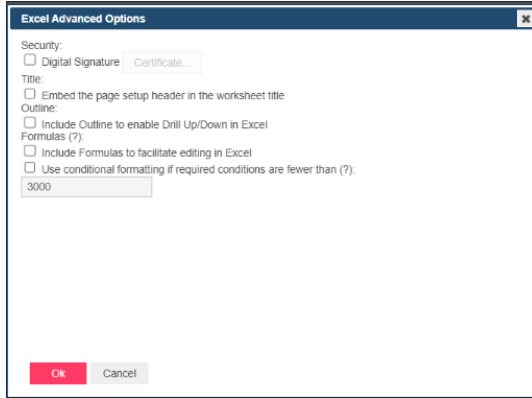 Excel Advanced Options
Security:
Digital Signature Certificate...
Title:
Embed the page setup header in the worksheet title
Outline:
Include Outline to enable Drill Up/Down in Excel
Formulas (?):
Include Formulas to facilitate editing in Excel
Use conditional formatting if required conditions are fewer than (?):
3000
Ok Cancel